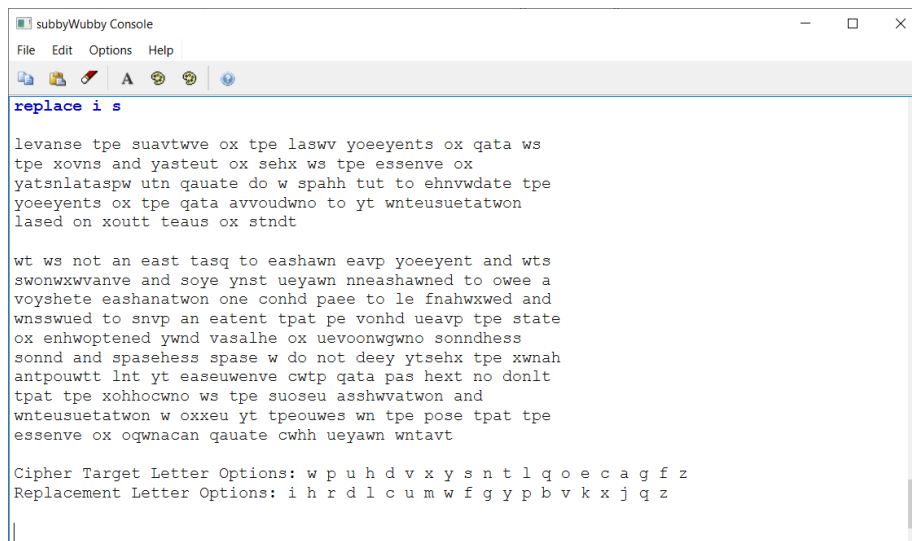 subbyWubby Console
File Edit Options Help
replace i s
levanse tpe suavtwve ox tpe laswv yoeeyents ox qata ws
tpe xovns and yasteut ox sehx ws tpe essenve ox
yatsnlataspw utn qauate do w spahh tut to ehnvwdate tpe
yoeeyents ox tpe qata avvoudwno to yt wnteusuetatwon
lased on xoutt teaus ox stndt
wt ws not an east tasq to eashawn eavp yoeeyent and wts
swonwxwvanve and soye ynst ueyawn nneashawned to owee a
voyshete eashanatwon one conhd paee to le fnahwxwed and
wnsswued to snvp an eatent tpat pe vonhd ueavp tpe state
ox enhwoptened ywnd vasalhe ox uevoonwgwno sonndhess
sonnd and spasehess spase w do not deey ytsehx tpe xwnah
antpouwtt lnt yt easeuwenve cwtp qata pas hext no donlt
tpat tpe xohhocwno ws tpe suoseu asshwvatwon and
wnteusuetatwon w oxxeu yt tpeouwes wn tpe pose tpat tpe
essenve ox oqwnacan qauate cwhh ueyawn wntavt
Cipher Target Letter Options: w p u h d v x y s n t l q o e c a g f z
Replacement Letter Options: i h r d l c u m w f g y p b v k x j q z